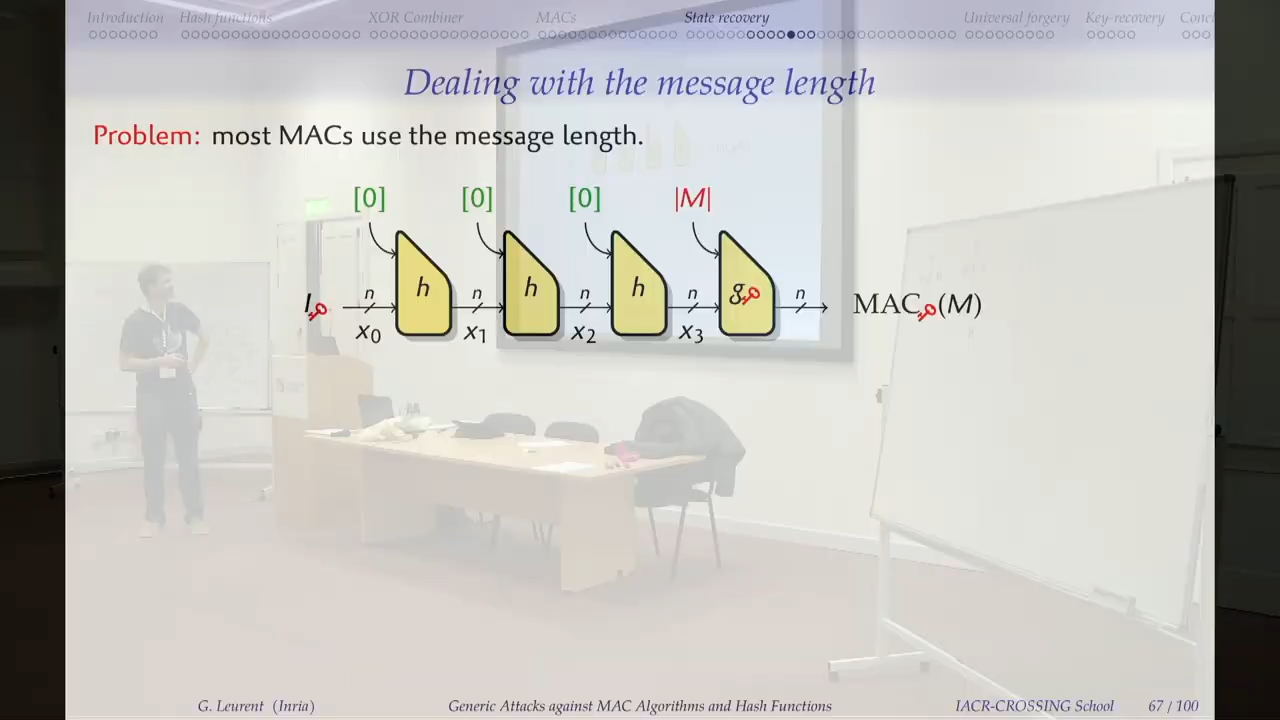 Introduction Hash functions XOR Combiner MACs State recovery Universal forgery Key-recovery Concl
Dealing with the message length
Problem: most MACs use the message length.
[0] [0] [0] |M|
h h h g
I n n n n n MAC (M)
x0 x1 x2 x3
G. Leurent (Inria) Generic Attacks against MAC Algorithms and Hash Functions IACR-CROSSING School 67 / 100